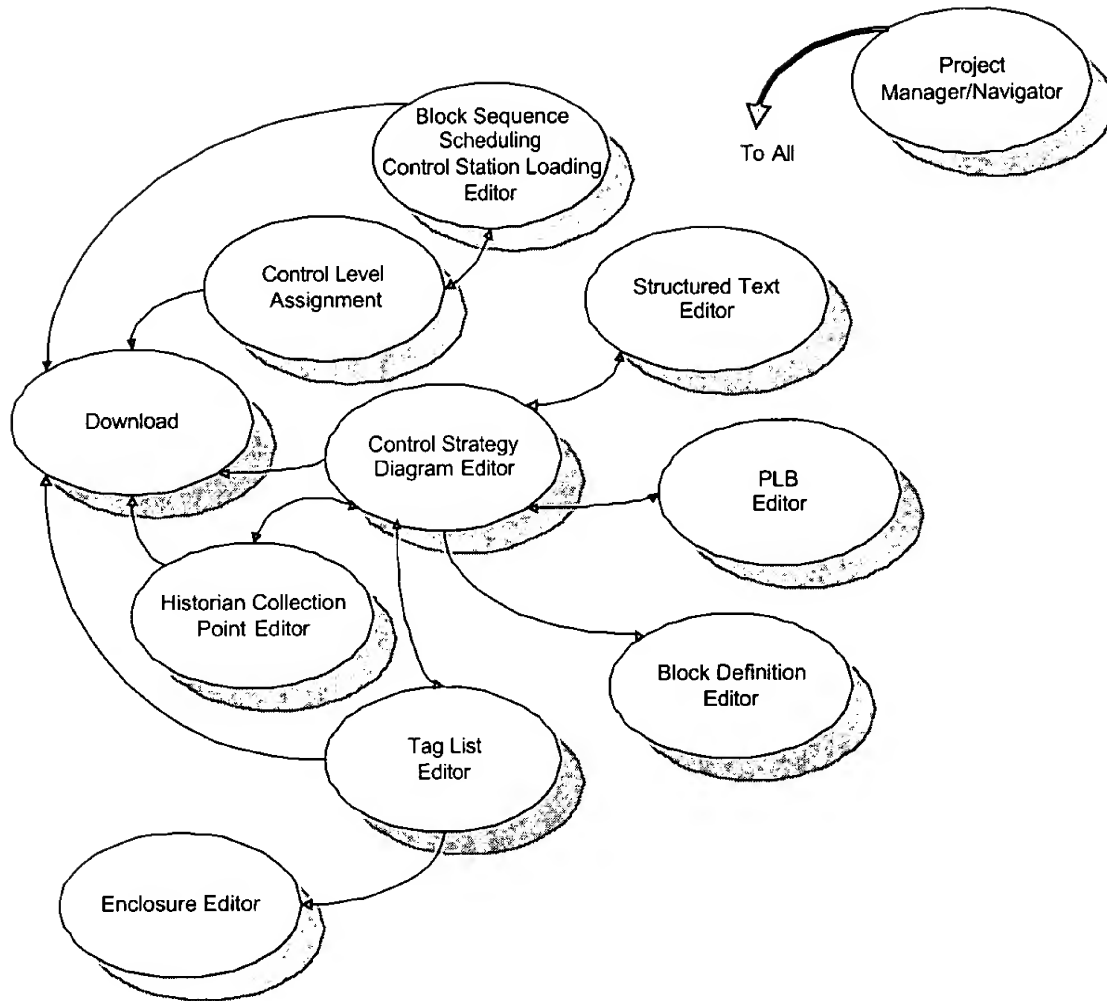 Project
Manager/Navigator
To All
Block Sequence
Scheduling
Control Station Loading
Editor
Control Level
Assignment
Structured Text
Editor
Download
Control Strategy
Diagram Editor
PLB
Editor
Historian Collection
Point Editor
Block Definition
Editor
Tag List
Editor
Enclosure Editor